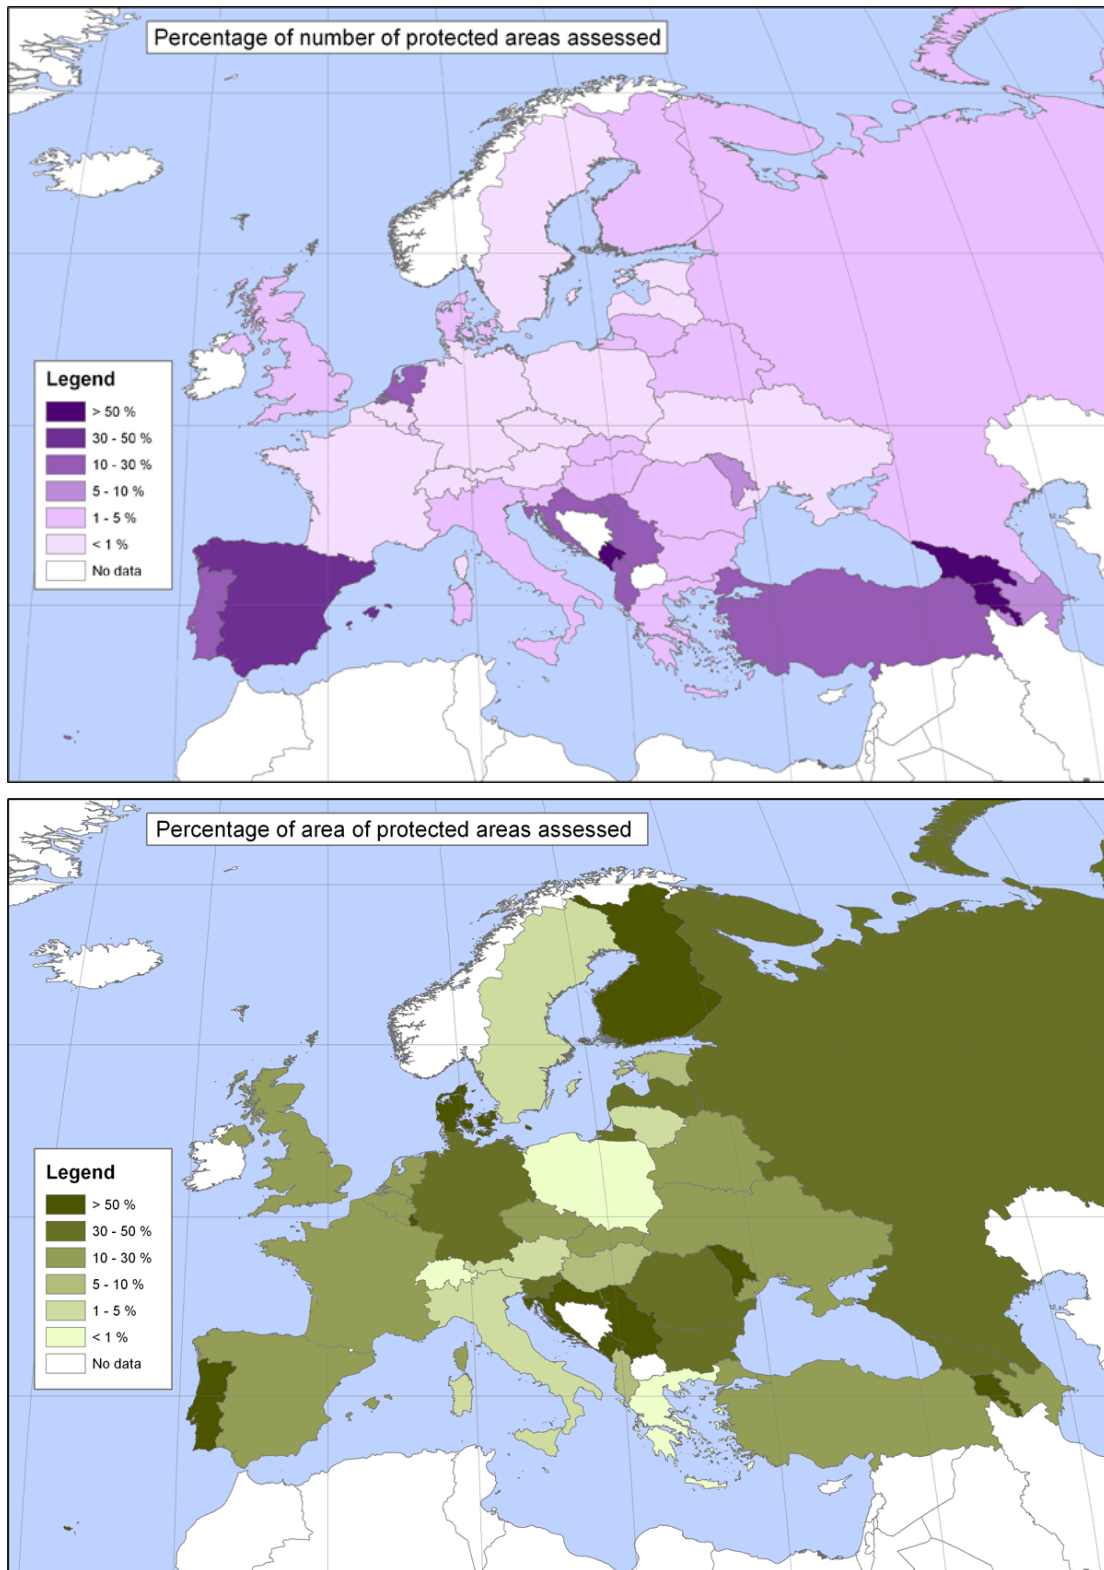 Percentage of number of protected areas assessed
Legend
> 50 %
30 - 50 %
10 - 30 %
5 - 10 %
1 - 5 %
< 1 %
No data
Percentage of area of protected areas assessed
Legend
> 50 %
30 - 50 %
10 - 30 %
5 - 10 %
1 - 5 %
< 1 %
No data